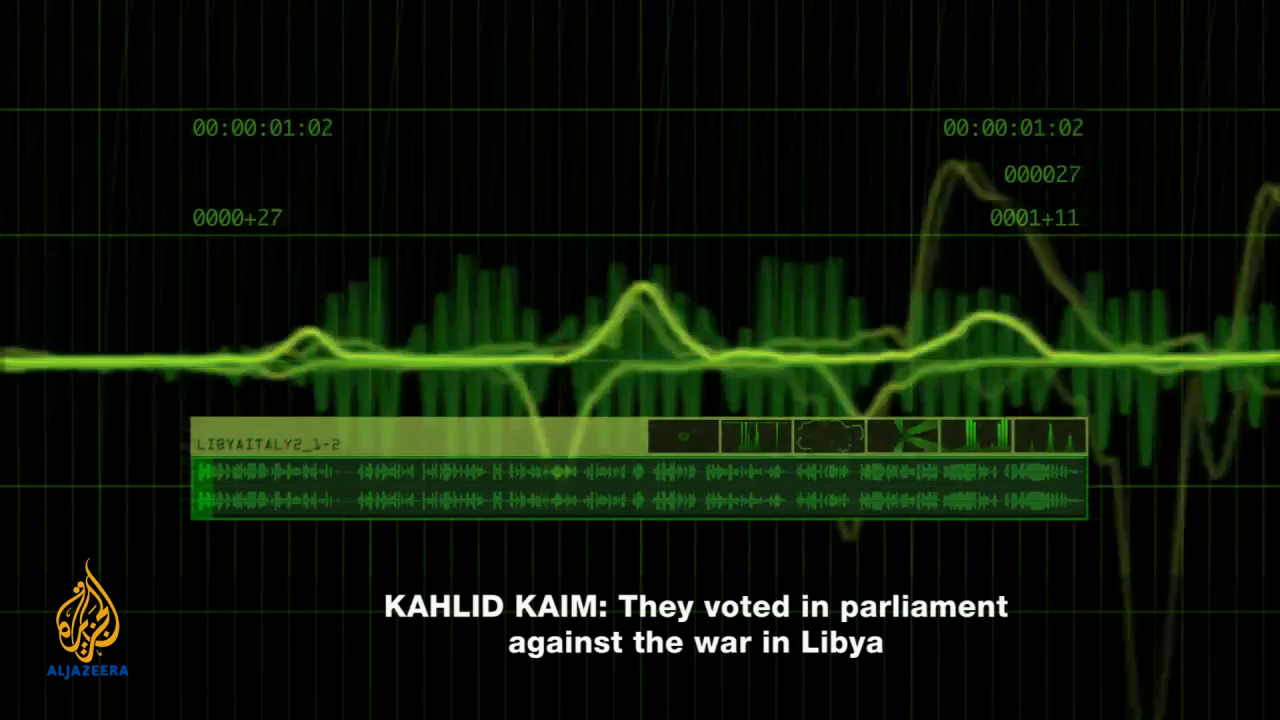 00:00:01:02
00:00:01:02
000027
0000+27
0001+11
LIBYAITALY2_1-2
KAHLID KAIM: They voted in parliament
against the war in Libya
الجزيرة
ALJAZEERA